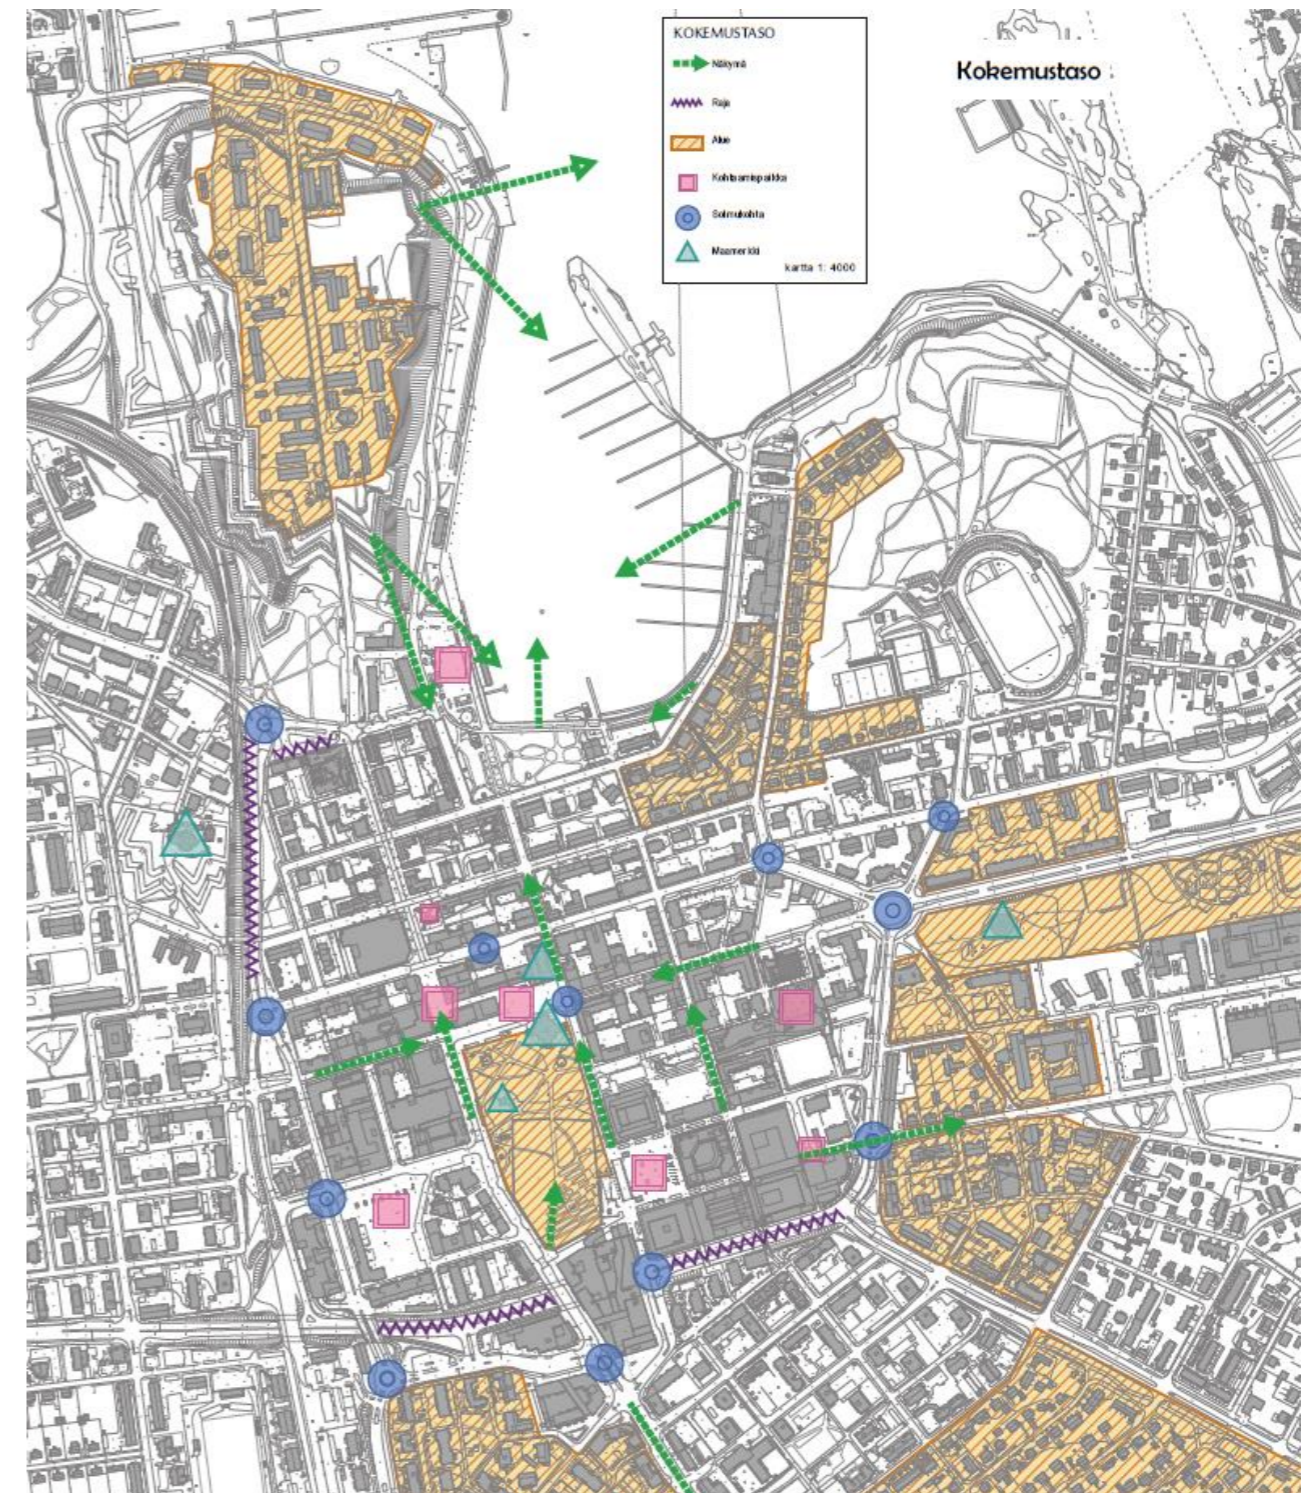 KOKEMUSTASO
Kokemustaso
Näkymä
Raja
Alue
Kohtaamispaikka
Solmukohta
Maamerkki
kartta 1: 4000